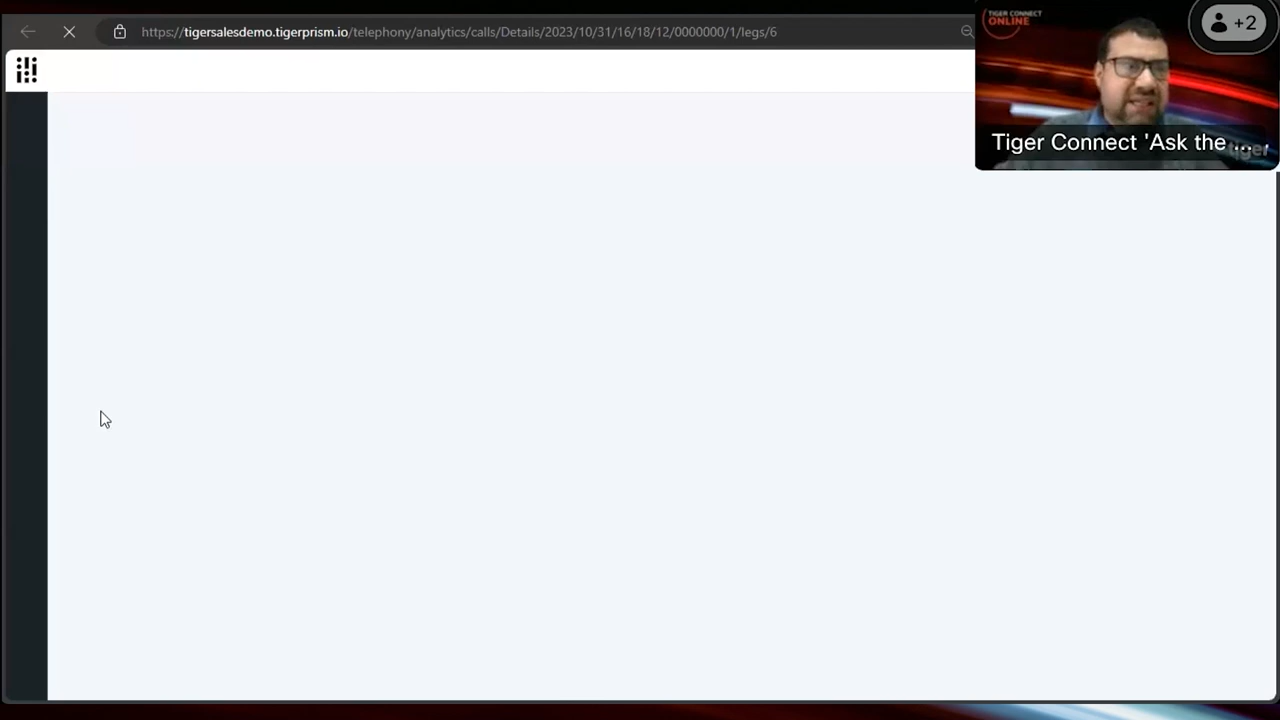 https://tigersalesdemo.tigerprism.io/telephony/analytics/calls/Details/2023/10/31/16/18/12/0000000/1/legs/6
TIGER CONNECT
ONLINE
+2
Tiger Connect 'Ask the ...
tiger